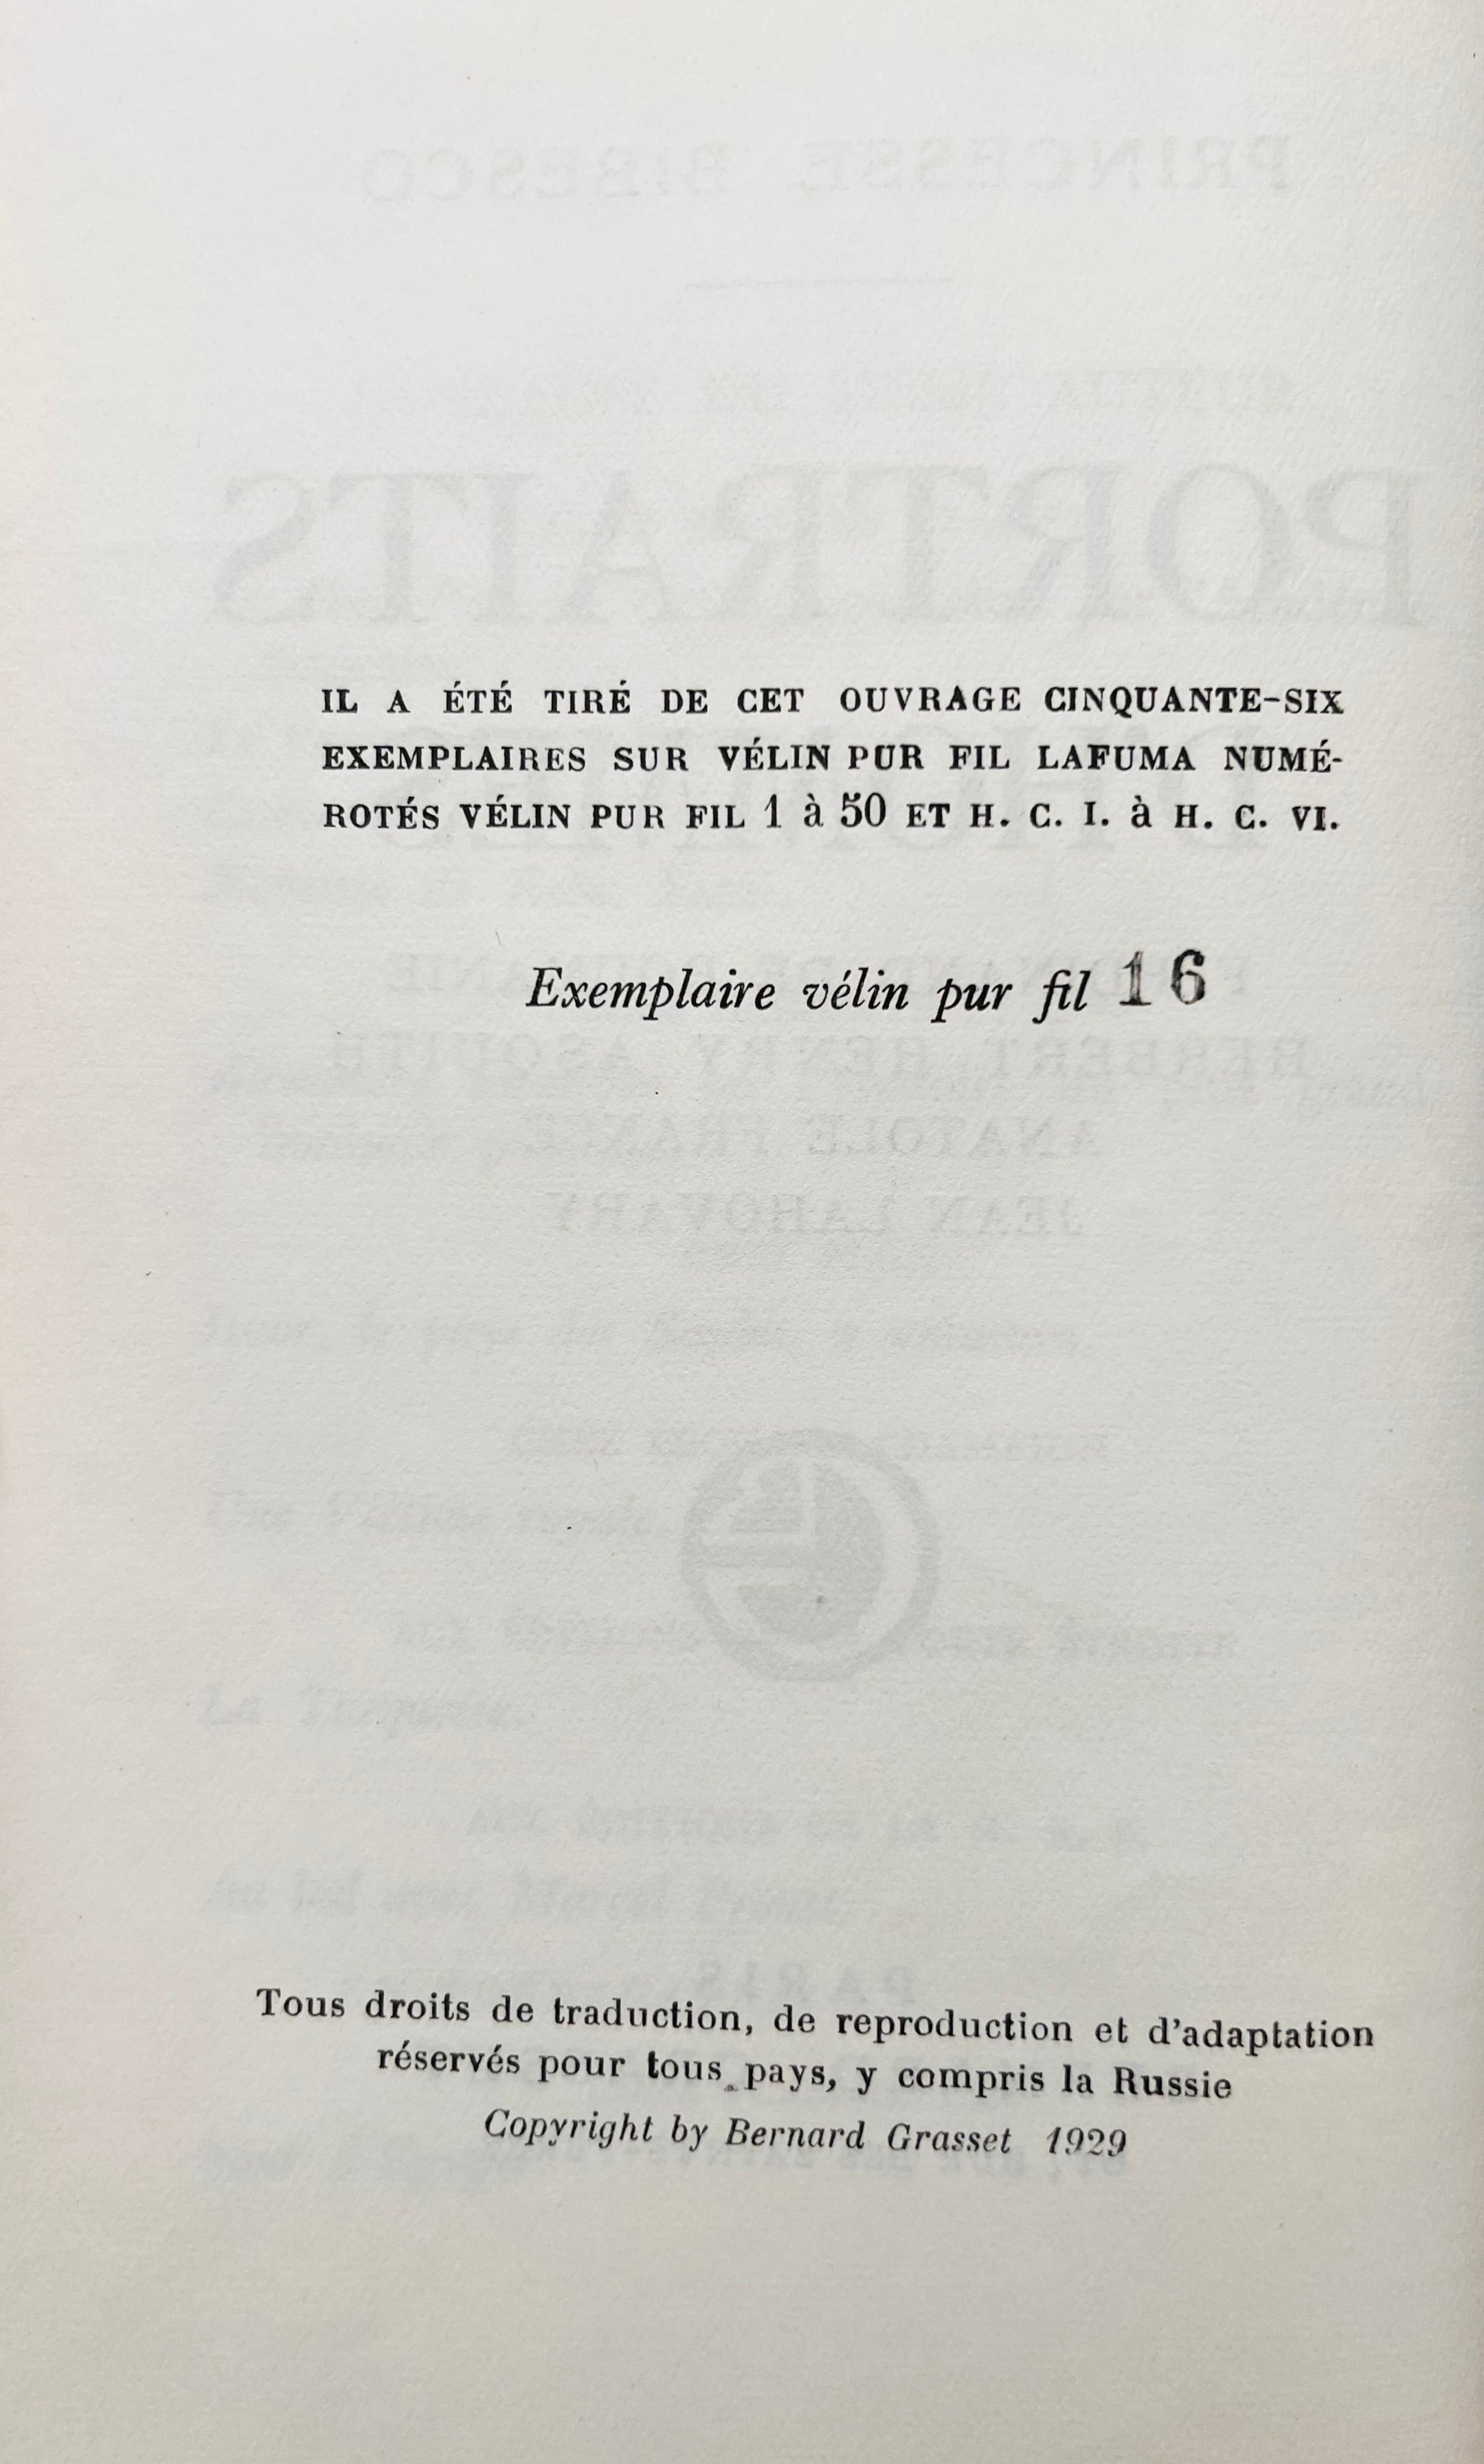 IL A ÉTÉ TIRÉ DE CET OUVRAGE CINQUANTE-SIX
EXEMPLAIRES SUR VÉLIN PUR FIL LAFUMA NUMÉ-
ROTÉS VÉLIN PUR FIL 1 à 50 ET H. C. I. à H. C. VI.
Exemplaire vélin pur fil 16
Tous droits de traduction, de reproduction et d'adaptation
réservés pour tous pays, y compris la Russie
Copyright by Bernard Grasset 1929